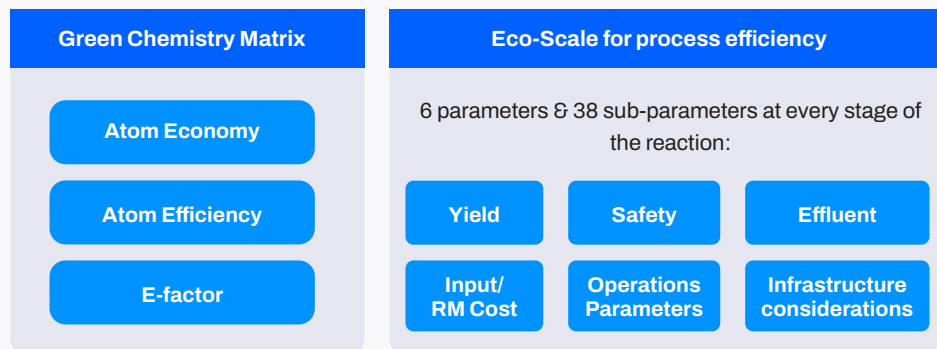 Green Chemistry Matrix
Atom Economy
Atom Efficiency
E-factor
Eco-Scale for process efficiency
6 parameters & 38 sub-parameters at every stage of
the reaction:
Yield
Safety
Effluent
Input/
RM Cost
Operations
Parameters
Infrastructure
considerations